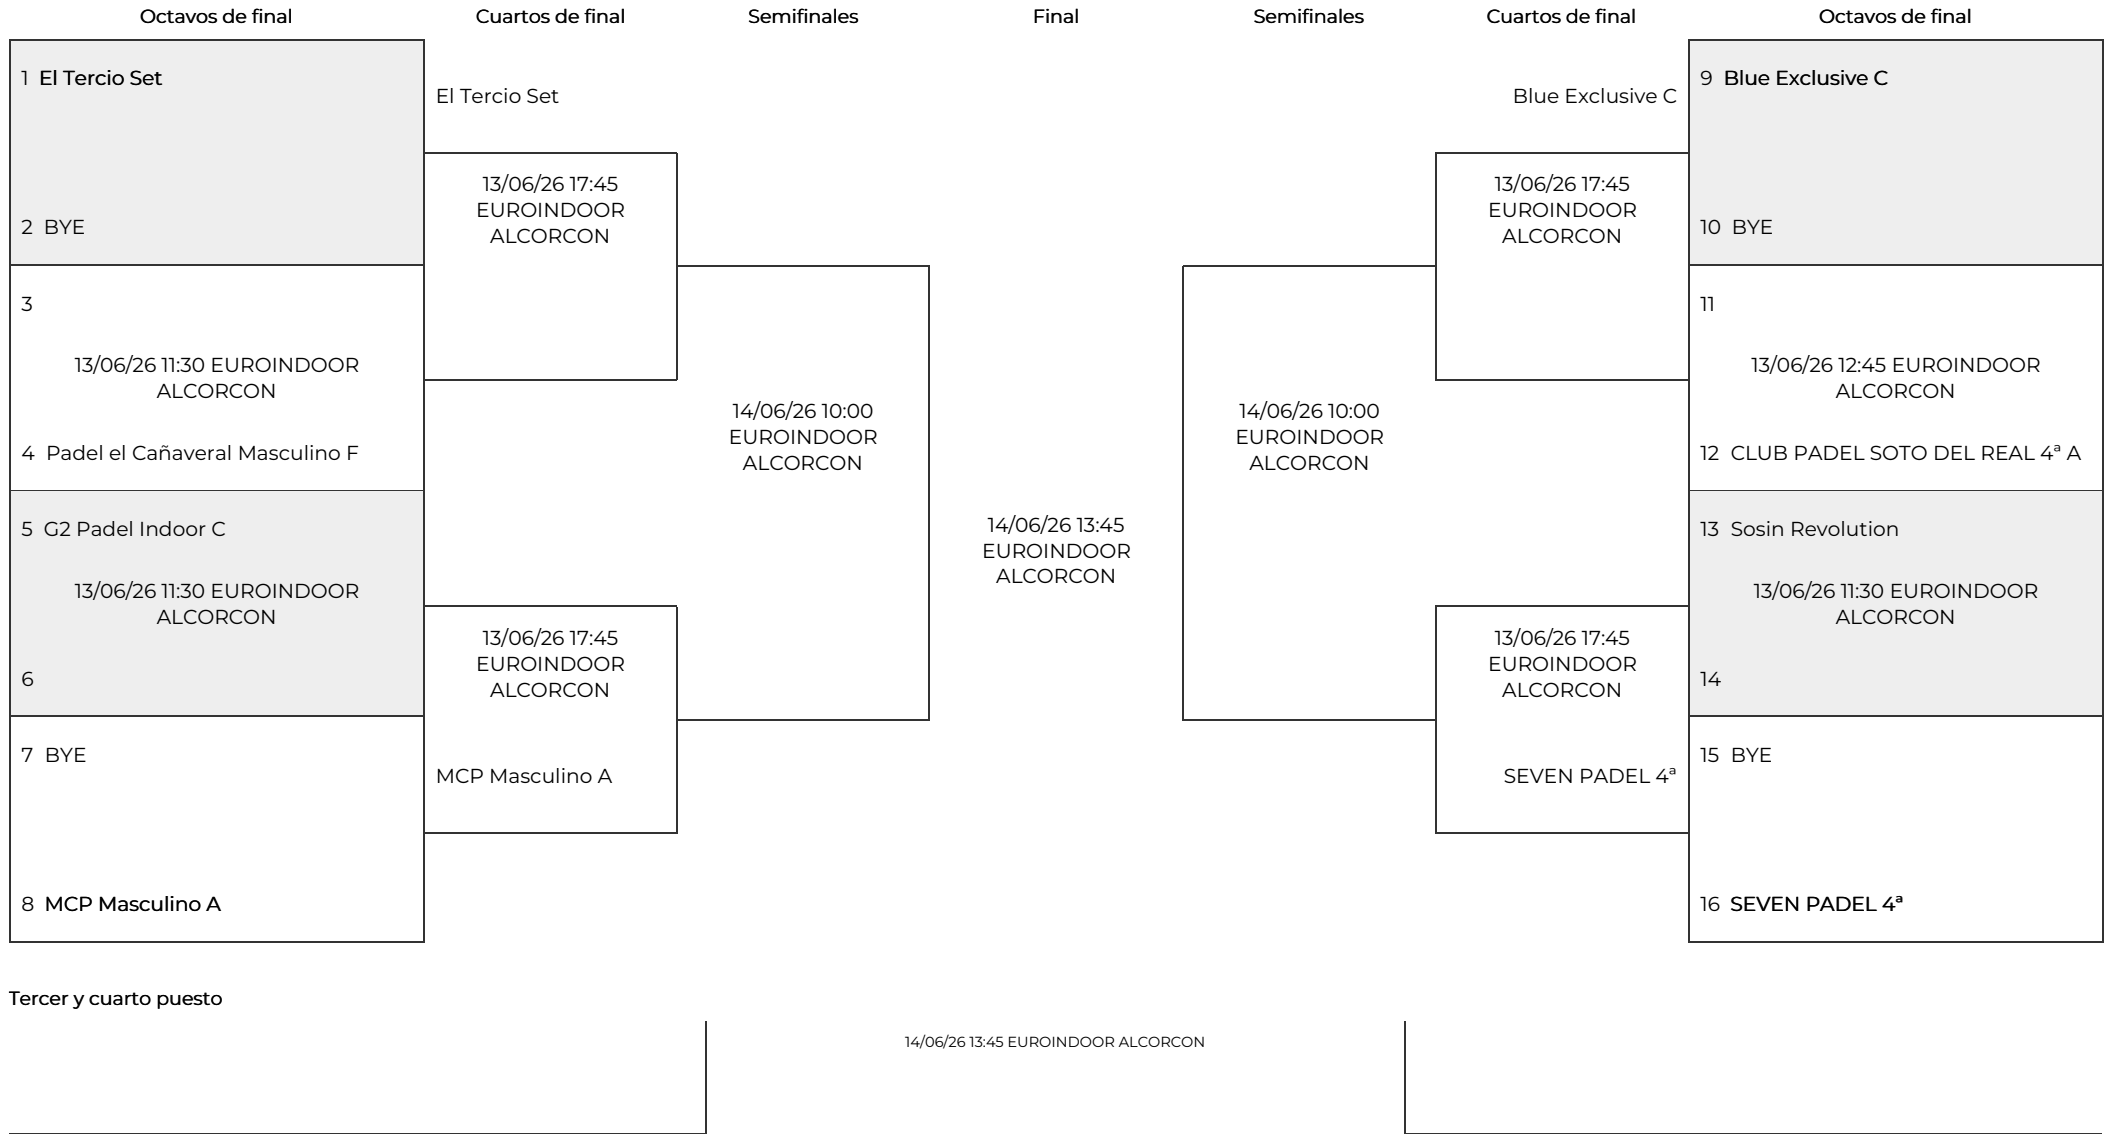 Octavos de final
Cuartos de final
Semifinales
Final
Semifinales
Cuartos de final
Octavos de final
1 El Tercio Set
2 BYE
3
13/06/26 11:30 EUROINDOOR
ALCORCON
4 Padel el Cañaveral Masculino F
5 G2 Padel Indoor C
13/06/26 11:30 EUROINDOOR
ALCORCON
6
7 BYE
8 MCP Masculino A
El Tercio Set
13/06/26 17:45
EUROINDOOR
ALCORCON
13/06/26 17:45
EUROINDOOR
ALCORCON
MCP Masculino A
14/06/26 10:00
EUROINDOOR
ALCORCON
14/06/26 13:45
EUROINDOOR
ALCORCON
14/06/26 10:00
EUROINDOOR
ALCORCON
Blue Exclusive C
13/06/26 17:45
EUROINDOOR
ALCORCON
13/06/26 17:45
EUROINDOOR
ALCORCON
SEVEN PADEL 4ª
9 Blue Exclusive C
10 BYE
11
13/06/26 12:45 EUROINDOOR
ALCORCON
12 CLUB PADEL SOTO DEL REAL 4ª A
13 Sosin Revolution
13/06/26 11:30 EUROINDOOR
ALCORCON
14
15 BYE
16 SEVEN PADEL 4ª
Tercer y cuarto puesto
14/06/26 13:45 EUROINDOOR ALCORCON